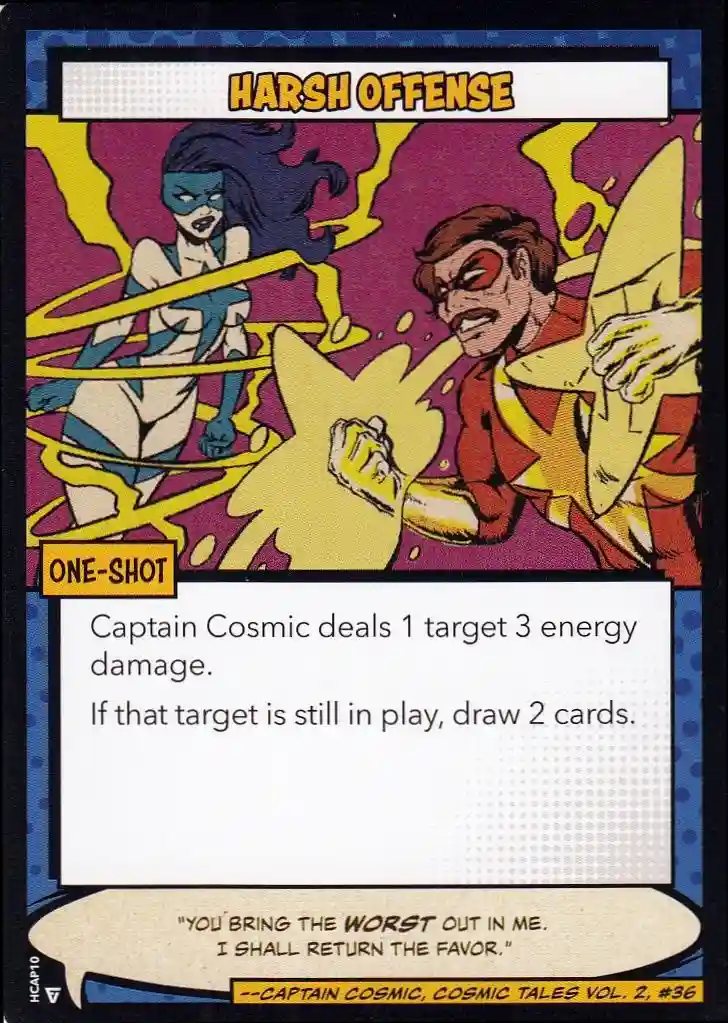 HARSH OFFENSE
ONE-SHOT
Captain Cosmic deals 1 target 3 energy
damage.
If that target is still in play, draw 2 cards.
"YOU BRING THE WORST OUT IN ME.
I SHALL RETURN THE FAVOR."
--CAPTAIN COSMIC, COSMIC TALES VOL. 2, #36
HCAP10